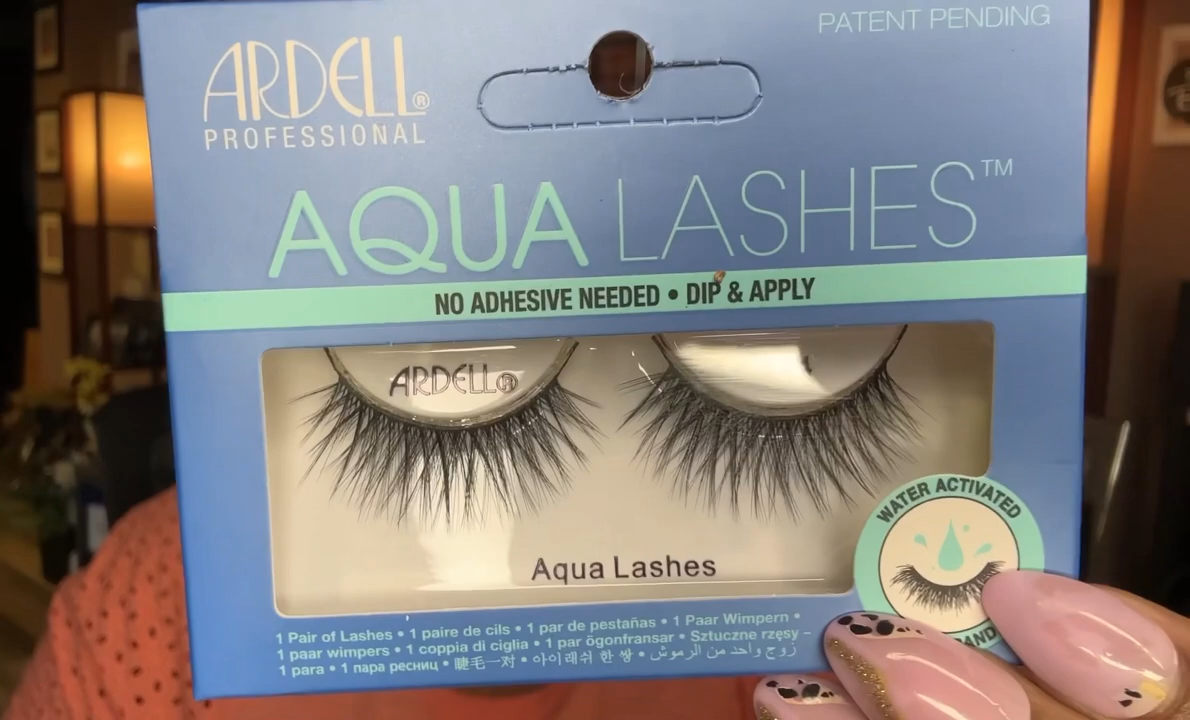 PATENT PENDING
ARDELL®
PROFESSIONAL
AQUA LASHES™
NO ADHESIVE NEEDED • DIP & APPLY
ARDELL®
Aqua Lashes
WATER ACTIVATED
1 Pair of Lashes • 1 paire de cils • 1 par de pestañas • 1 Paar Wimpern •
1 paar wimpers • 1 coppia di ciglia • 1 par ögonfransar • Sztuczne rzęsy –
1 para • 1 пара ресниц • 睫毛一对 • 아이래쉬 한 쌍 • زوج واحد من الرموش